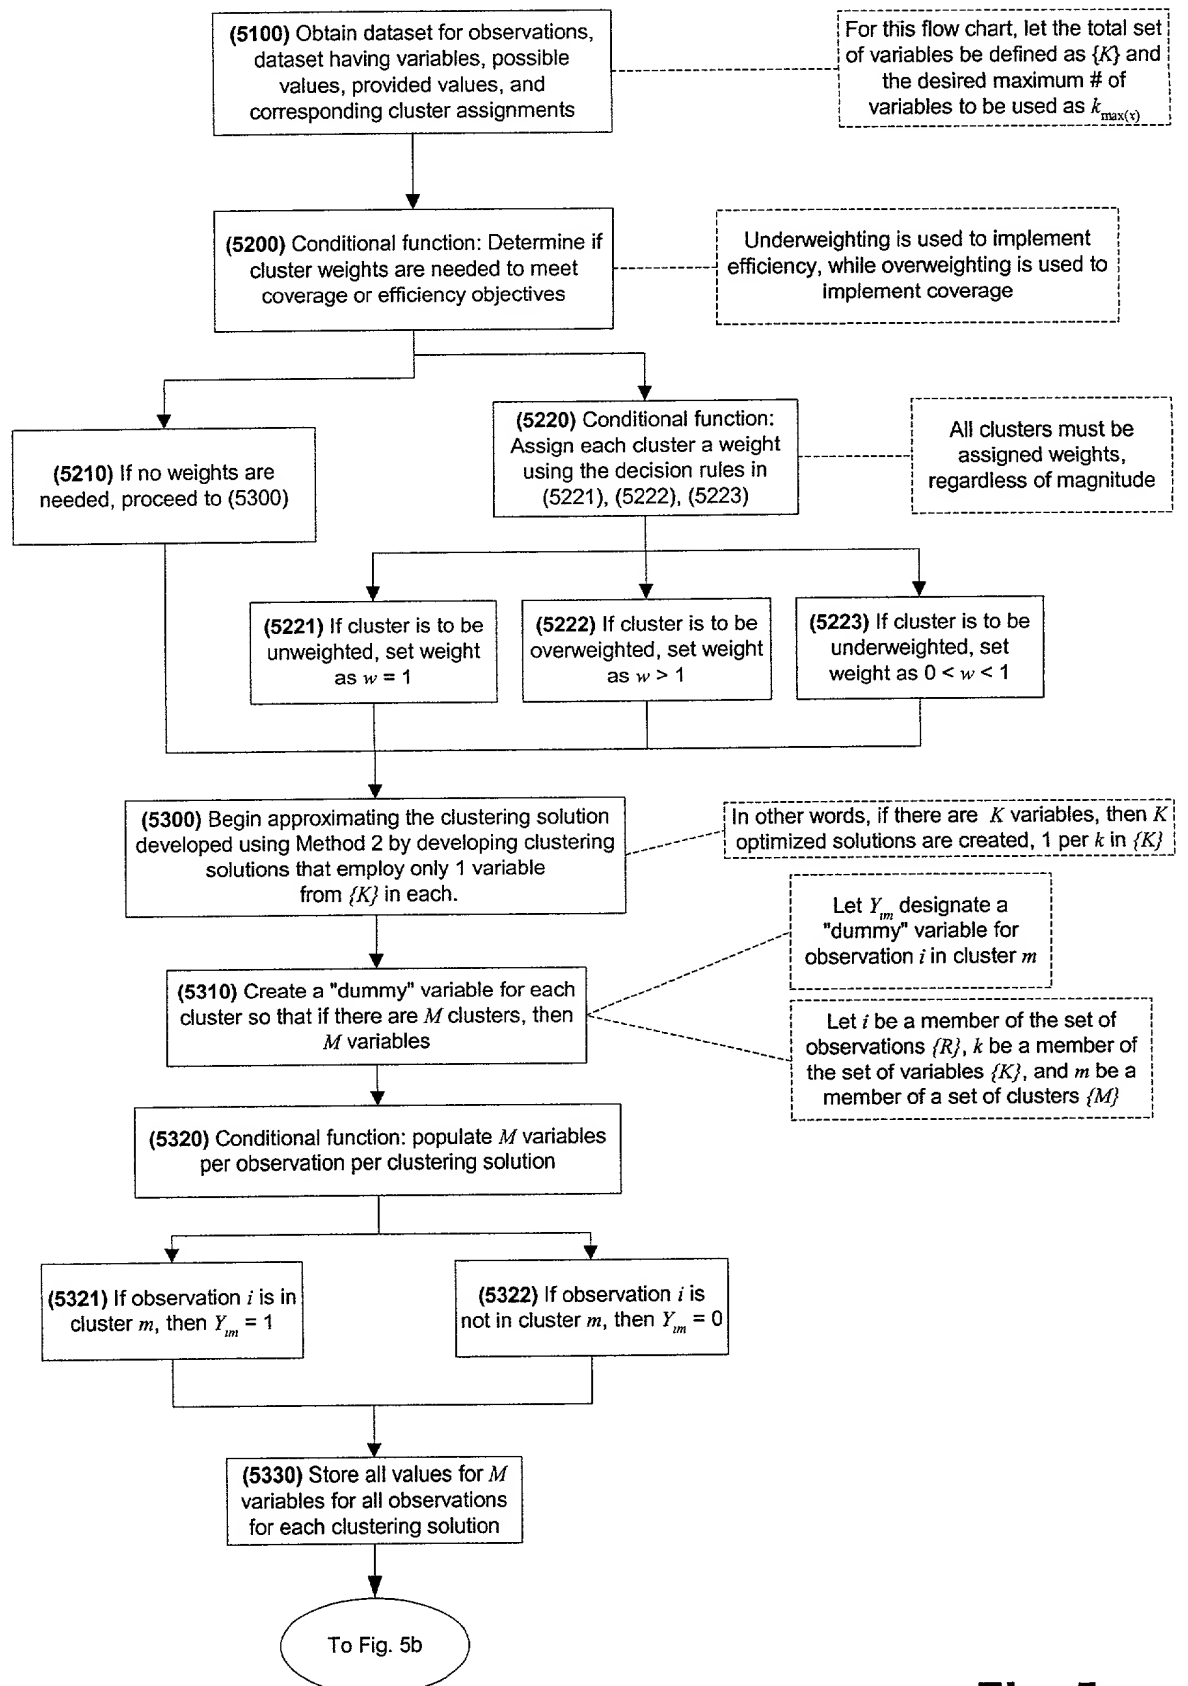 (5100) Obtain dataset for observations,
dataset having variables, possible
values, provided values, and
corresponding cluster assignments
For this flow chart, let the total set
of variables be defined as {K} and
the desired maximum # of
variables to be used as k max(x)
(5200) Conditional function: Determine if
cluster weights are needed to meet
coverage or efficiency objectives
Underweighting is used to implement
efficiency, while overweighting is used to
implement coverage
(5210) If no weights are
needed, proceed to (5300)
(5220) Conditional function:
Assign each cluster a weight
using the decision rules in
(5221), (5222), (5223)
All clusters must be
assigned weights,
regardless of magnitude
(5221) If cluster is to be
unweighted, set weight
as w = 1
(5222) If cluster is to be
overweighted, set weight
as w > 1
(5223) If cluster is to be
underweighted, set
weight as 0 < w < 1
(5300) Begin approximating the clustering solution
developed using Method 2 by developing clustering
solutions that employ only 1 variable
from {K} in each.
In other words, if there are K variables, then K
optimized solutions are created, 1 per k in {K}
Let Yim designate a
"dummy" variable for
observation i in cluster m
(5310) Create a "dummy" variable for each
cluster so that if there are M clusters, then
M variables
Let i be a member of the set of
observations {R}, k be a member of
the set of variables {K}, and m be a
member of a set of clusters {M}
(5320) Conditional function: populate M variables
per observation per clustering solution
(5321) If observation i is in
cluster m, then Yim = 1
(5322) If observation i is
not in cluster m, then Yim = 0
(5330) Store all values for M
variables for all observations
for each clustering solution
To Fig. 5b